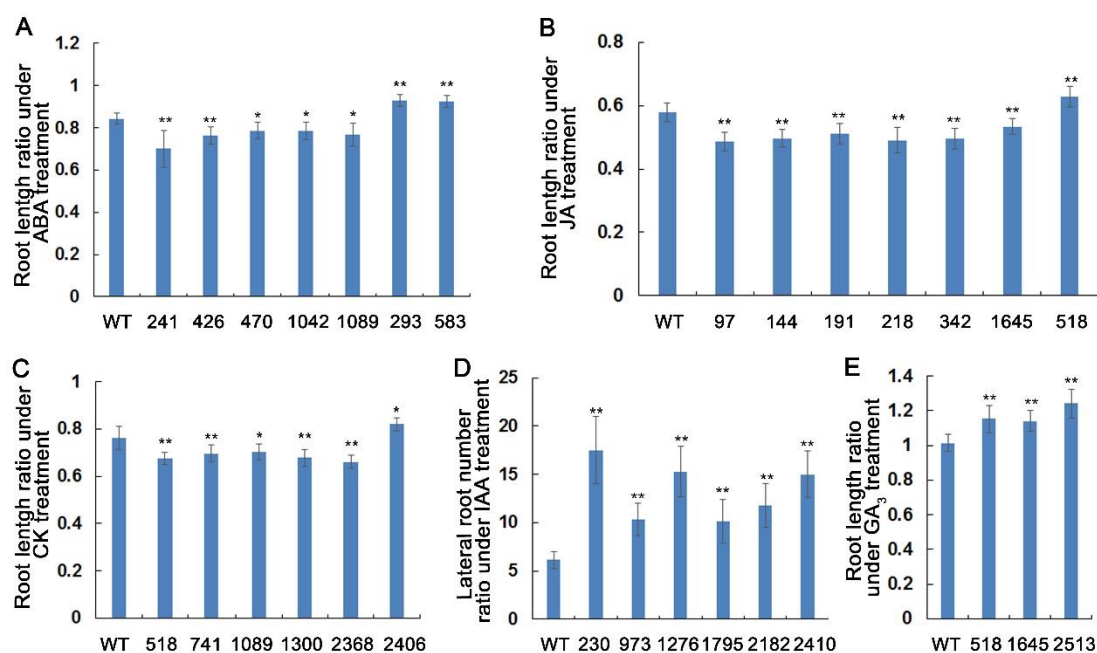 A
Root lentgh ratio under
ABA treatment
1.2
1
0.8
0.6
0.4
0.2
0
** ** * * * ** **
WT 241 426 470 1042 1089 293 583
B
Root lentgh ratio under
JA treatment
0.8
0.6
0.4
0.2
0
** ** ** ** ** ** **
WT 97 144 191 218 342 1645 518
C
Root lentgh ratio under
CK treatment
1
0.8
0.6
0.4
0.2
0
** ** * ** ** *
WT 518 741 1089 1300 2368 2406
D
Lateral root number
ratio under IAA treatment
25
20
15
10
5
0
** ** ** ** ** **
WT 230 973 1276 1795 2182 2410
E
Root length ratio
under GA3 treatment
1.4
1.2
1
0.8
0.6
0.4
0.2
0
** ** **
WT 518 1645 2513